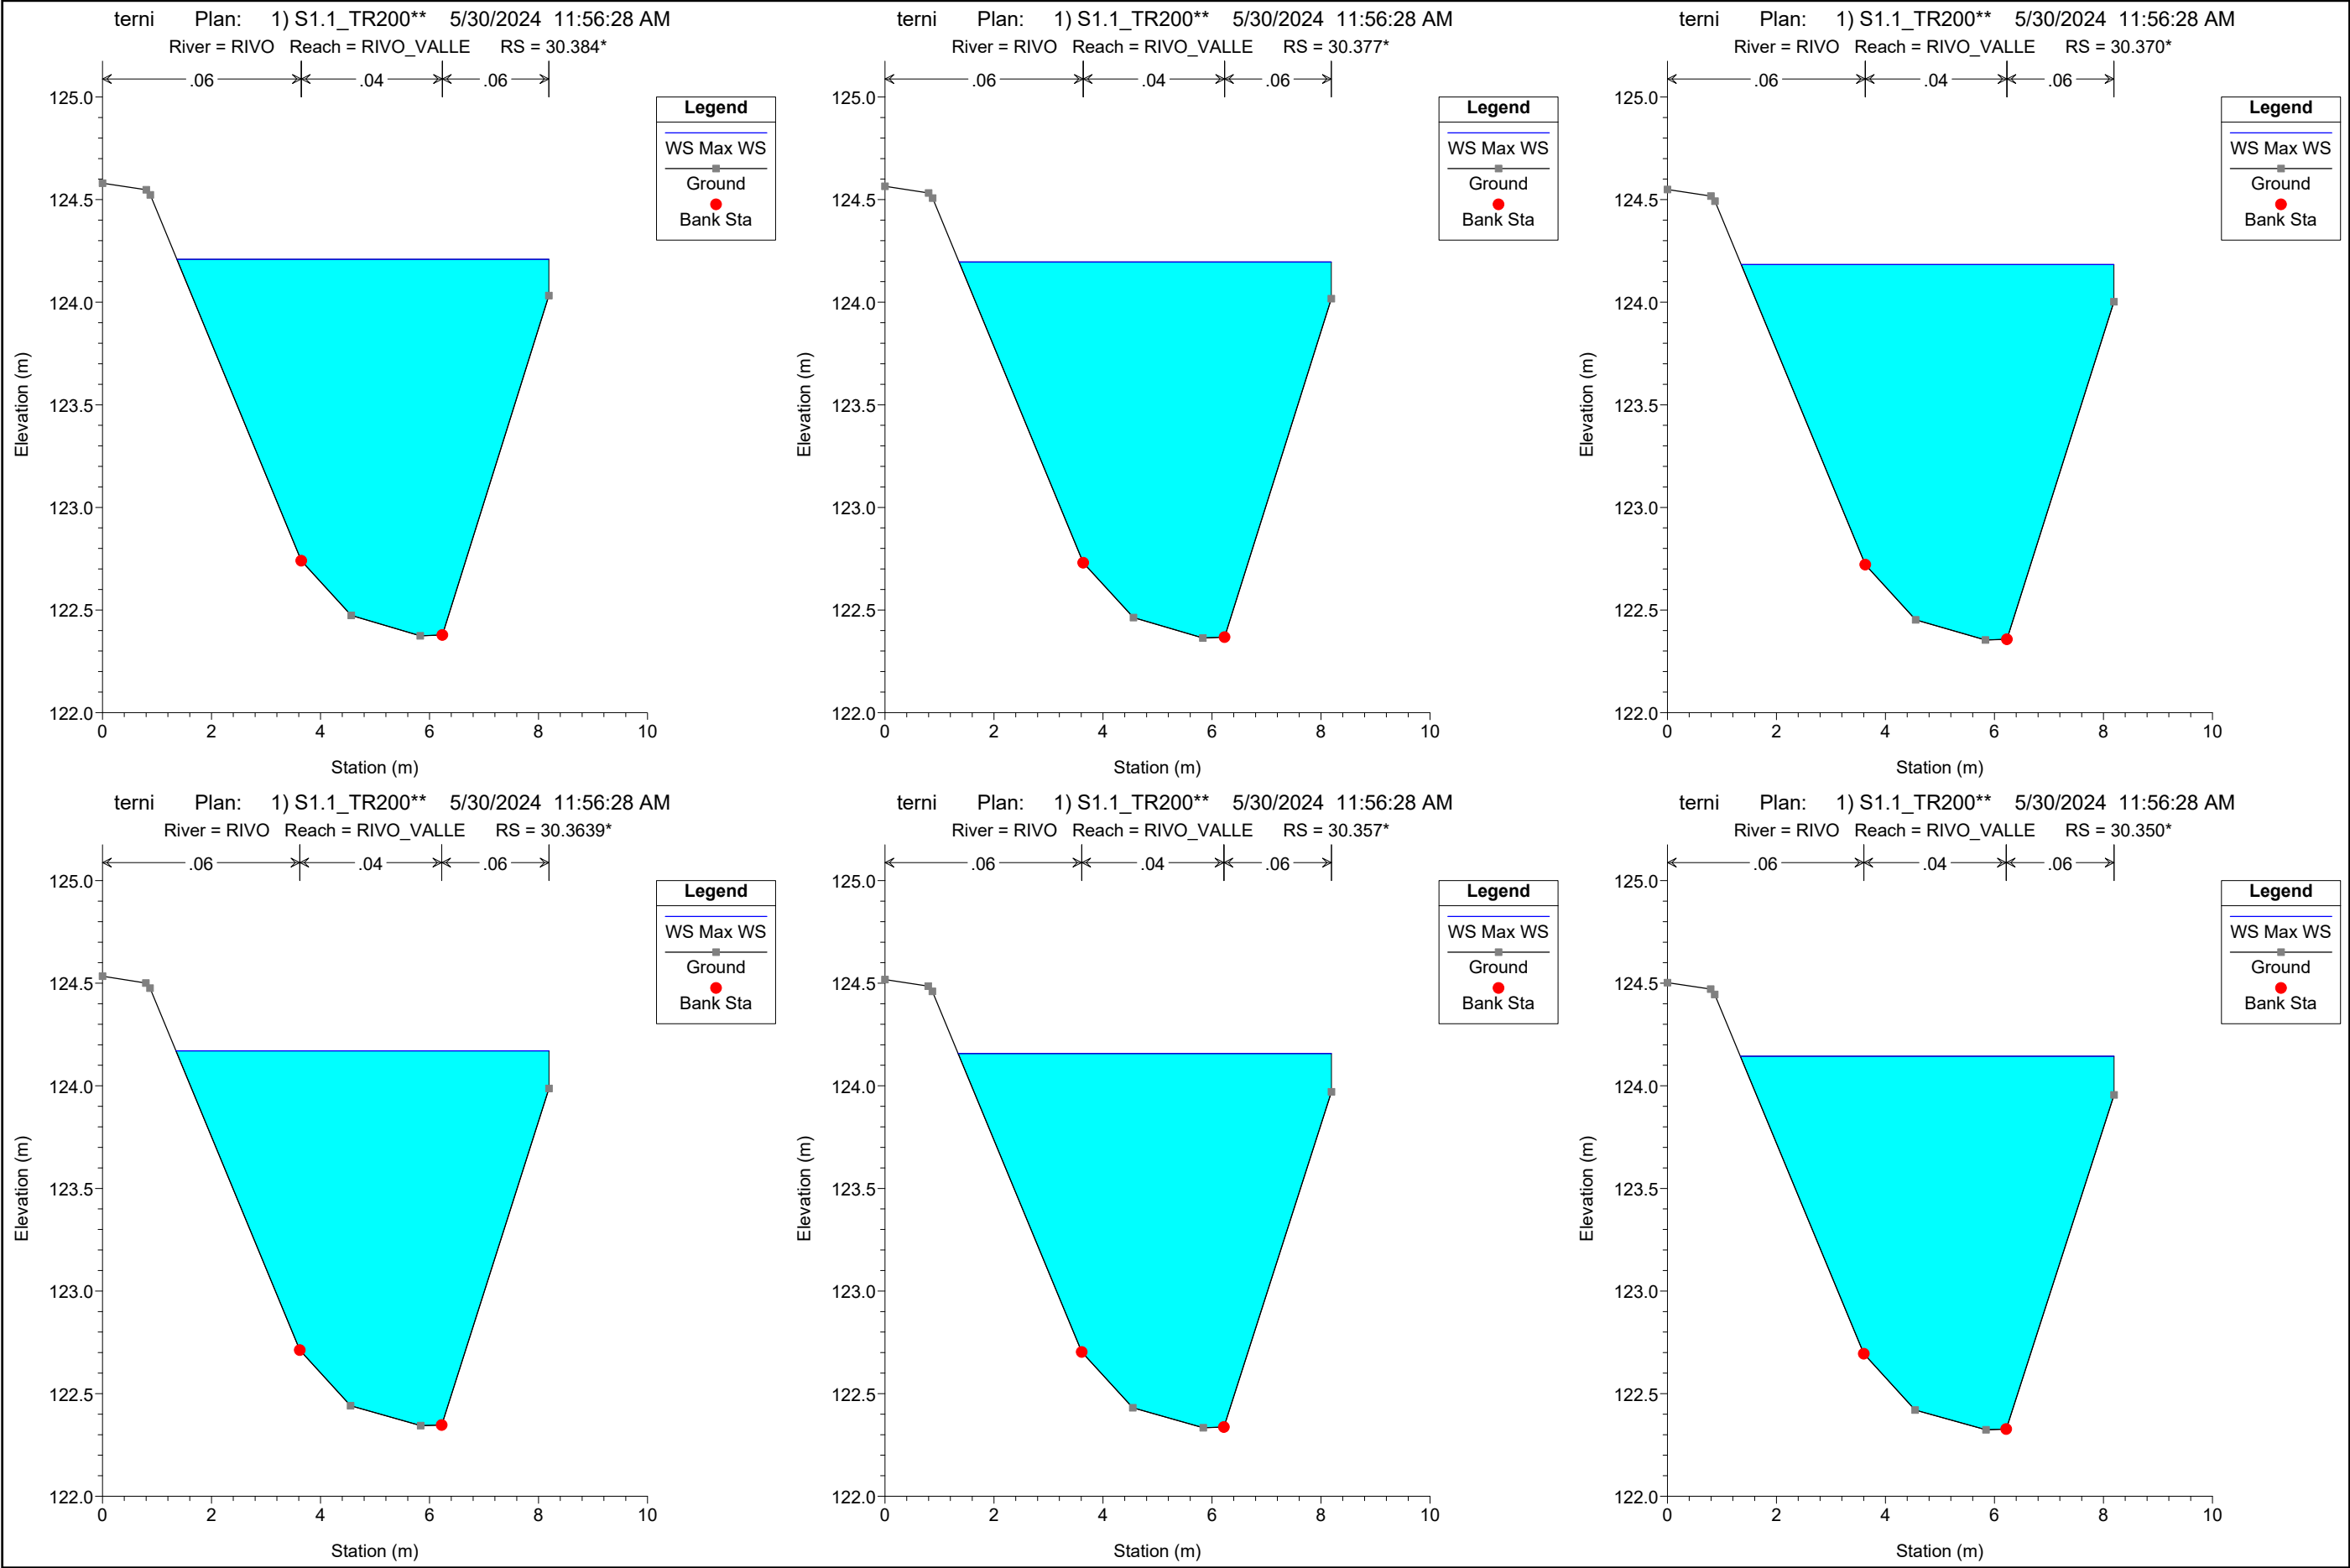 terni Plan: 1) S1.1_TR200** 5/30/2024 11:56:28 AM
River = RIVO Reach = RIVO_VALLE RS = 30.384*
.06 .04 .06
125.0
124.5
124.0
123.5
123.0
122.5
122.0
0 2 4 6 8 10
Station (m)
Elevation (m)
Legend
WS Max WS
Ground
Bank Sta
terni Plan: 1) S1.1_TR200** 5/30/2024 11:56:28 AM
River = RIVO Reach = RIVO_VALLE RS = 30.377*
.06 .04 .06
125.0
124.5
124.0
123.5
123.0
122.5
122.0
0 2 4 6 8 10
Station (m)
Elevation (m)
Legend
WS Max WS
Ground
Bank Sta
terni Plan: 1) S1.1_TR200** 5/30/2024 11:56:28 AM
River = RIVO Reach = RIVO_VALLE RS = 30.370*
.06 .04 .06
125.0
124.5
124.0
123.5
123.0
122.5
122.0
0 2 4 6 8 10
Station (m)
Elevation (m)
Legend
WS Max WS
Ground
Bank Sta
terni Plan: 1) S1.1_TR200** 5/30/2024 11:56:28 AM
River = RIVO Reach = RIVO_VALLE RS = 30.3639*
.06 .04 .06
125.0
124.5
124.0
123.5
123.0
122.5
122.0
0 2 4 6 8 10
Station (m)
Elevation (m)
Legend
WS Max WS
Ground
Bank Sta
terni Plan: 1) S1.1_TR200** 5/30/2024 11:56:28 AM
River = RIVO Reach = RIVO_VALLE RS = 30.357*
.06 .04 .06
125.0
124.5
124.0
123.5
123.0
122.5
122.0
0 2 4 6 8 10
Station (m)
Elevation (m)
Legend
WS Max WS
Ground
Bank Sta
terni Plan: 1) S1.1_TR200** 5/30/2024 11:56:28 AM
River = RIVO Reach = RIVO_VALLE RS = 30.350*
.06 .04 .06
125.0
124.5
124.0
123.5
123.0
122.5
122.0
0 2 4 6 8 10
Station (m)
Elevation (m)
Legend
WS Max WS
Ground
Bank Sta